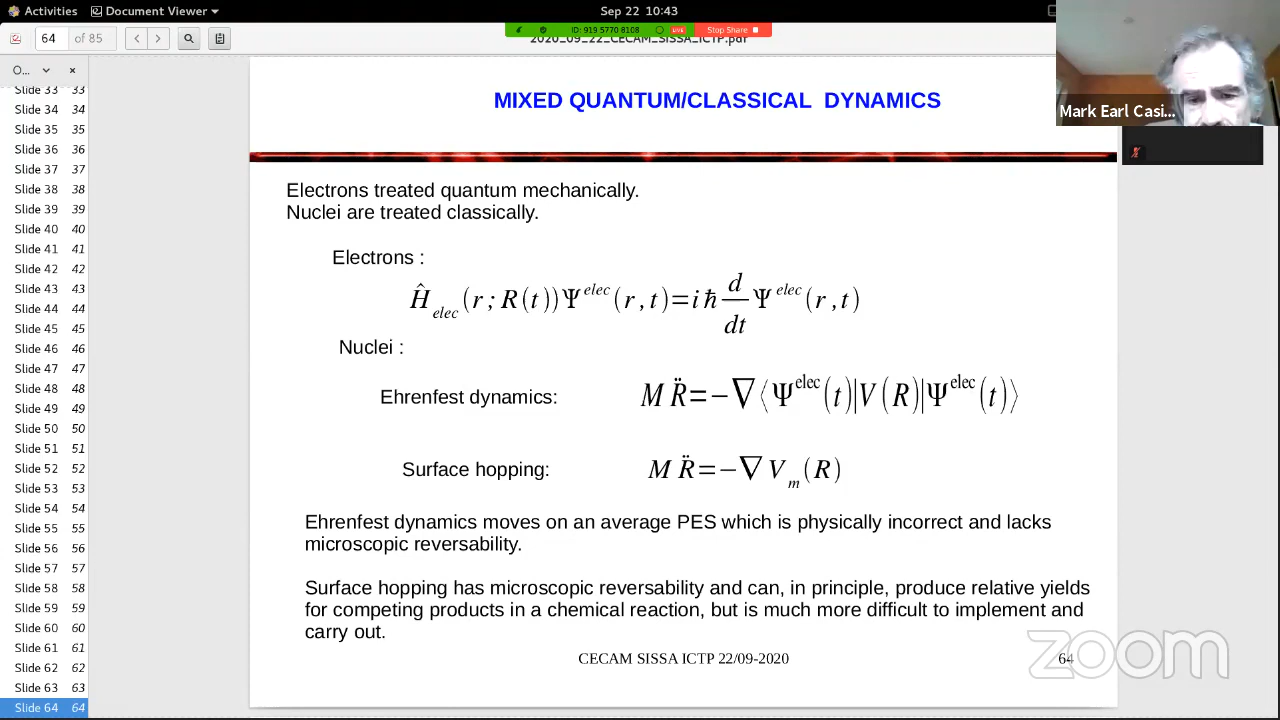 Activities
Document Viewer
Sep 22 10:43
64 of 85
ID: 919 5770 8108
LIVE
Stop Share
2020_09_22_CECAM_SISSA_ICTP.pdf
Mark Earl Casi...
O...
Slide 33 33
Slide 34 34
Slide 35 35
Slide 36 36
Slide 37 37
Slide 38 38
Slide 39 39
Slide 40 40
Slide 41 41
Slide 42 42
Slide 43 43
Slide 44 44
Slide 45 45
Slide 46 46
Slide 47 47
Slide 48 48
Slide 49 49
Slide 50 50
Slide 51 51
Slide 52 52
Slide 53 53
Slide 54 54
Slide 55 55
Slide 56 56
Slide 57 57
Slide 58 58
Slide 59 59
Slide 60 60
Slide 61 61
Slide 62 62
Slide 63 63
Slide 64 64
MIXED QUANTUM/CLASSICAL DYNAMICS
Electrons treated quantum mechanically.
Nuclei are treated classically.
Electrons :
Ĥ_elec (r ; R(t)) Ψ^elec (r , t) = i ħ d/dt Ψ^elec (r , t)
Nuclei :
Ehrenfest dynamics: M R̈ = −∇⟨Ψ^elec (t)|V (R)|Ψ^elec (t)⟩
Surface hopping: M R̈ = −∇ V_m (R)
Ehrenfest dynamics moves on an average PES which is physically incorrect and lacks
microscopic reversability.
Surface hopping has microscopic reversability and can, in principle, produce relative yields
for competing products in a chemical reaction, but is much more difficult to implement and
carry out.
CECAM SISSA ICTP 22/09-2020
64
zoom